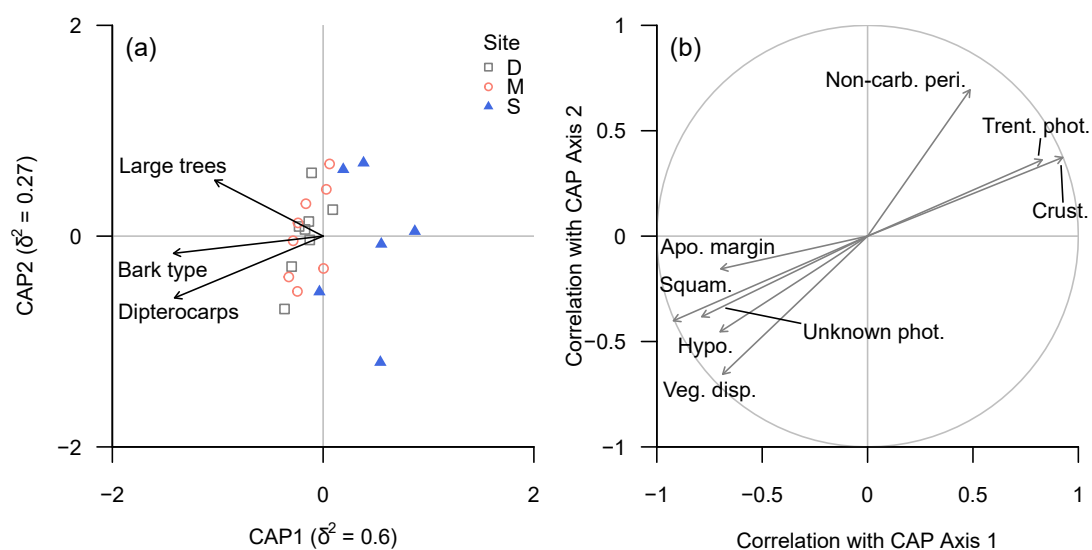 (a)
Site
D
M
S
Large trees
Bark type
Dipterocarps
2
0
−2
−2
0
2
CAP2 (δ² = 0.27)
CAP1 (δ² = 0.6)
(b)
Non-carb. peri.
Trent. phot.
Crust.
Apo. margin
Squam.
Unknown phot.
Hypo.
Veg. disp.
1
0.5
0
−0.5
−1
−1
−0.5
0
0.5
1
Correlation with CAP Axis 2
Correlation with CAP Axis 1